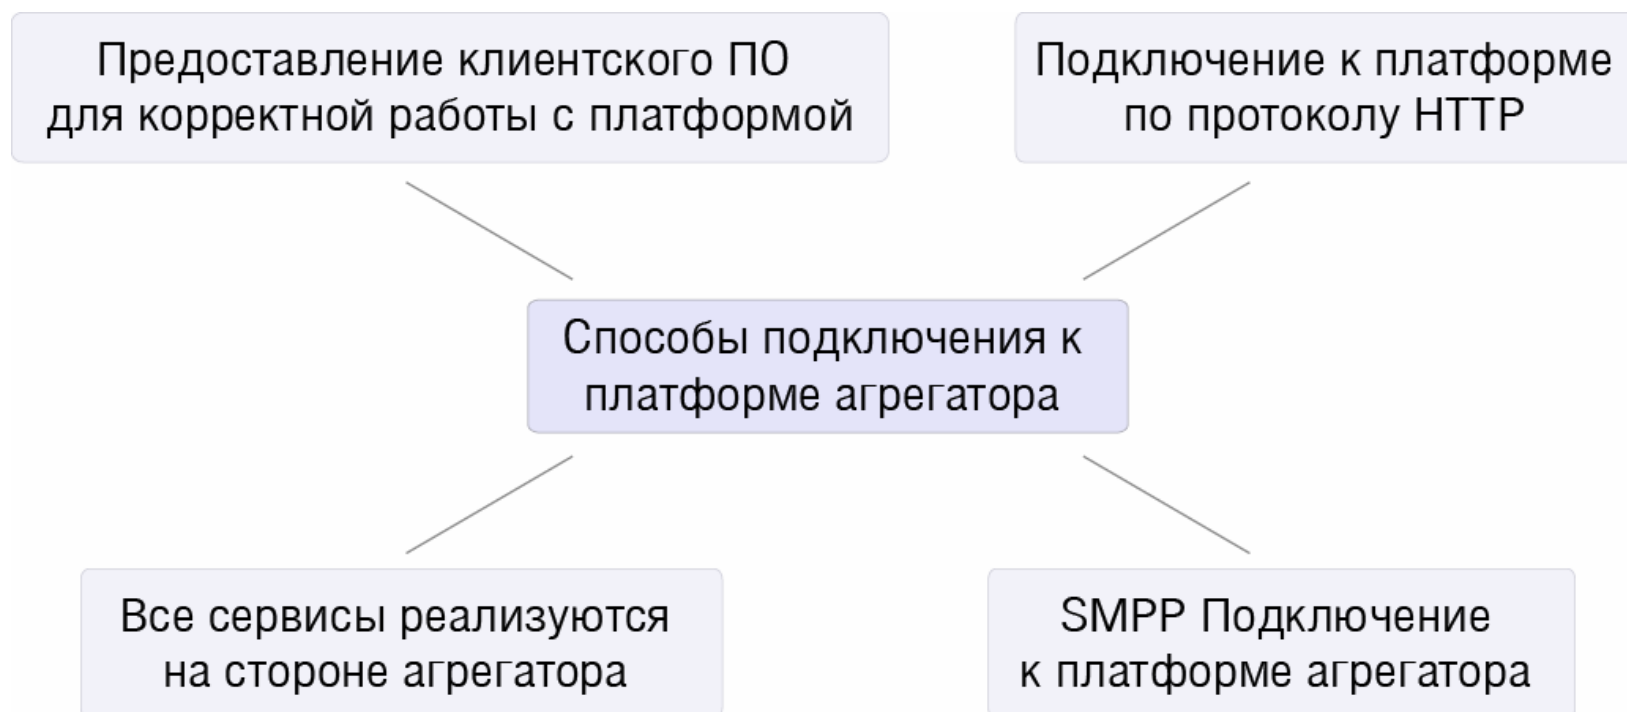 Предоставление клиентского ПО
для корректной работы с платформой
Подключение к платформе
по протоколу HTTP
Способы подключения к
платформе агрегатора
Все сервисы реализуются
на стороне агрегатора
SMPP Подключение
к платформе агрегатора